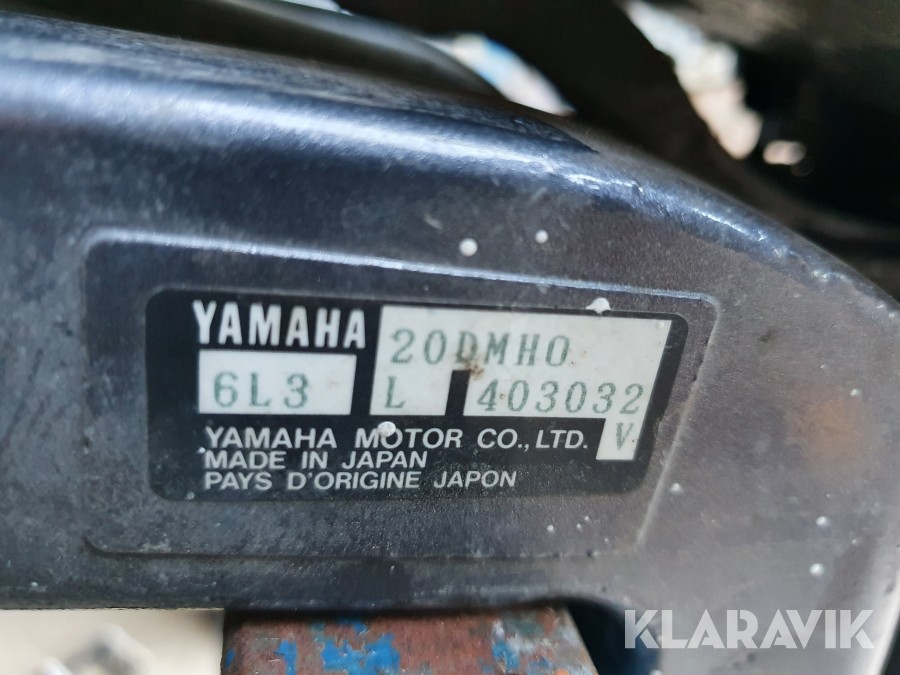 YAMAHA 20DMHO
6L3 L 403032
YAMAHA MOTOR CO., LTD. V
MADE IN JAPAN
PAYS D'ORIGINE JAPON
KLARAVIK